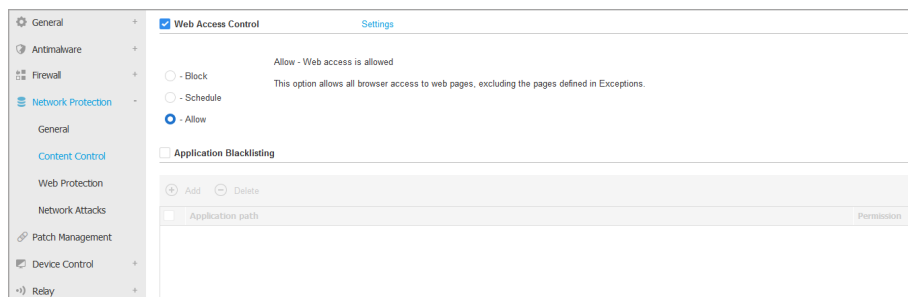 General +
Antimalware +
Firewall +
Network Protection -
General
Content Control
Web Protection
Network Attacks
Patch Management
Device Control +
Relay +
Web Access Control Settings
Allow - Web access is allowed
- Block
This option allows all browser access to web pages, excluding the pages defined in Exceptions.
- Schedule
- Allow
Application Blacklisting
Add Delete
Application path Permission